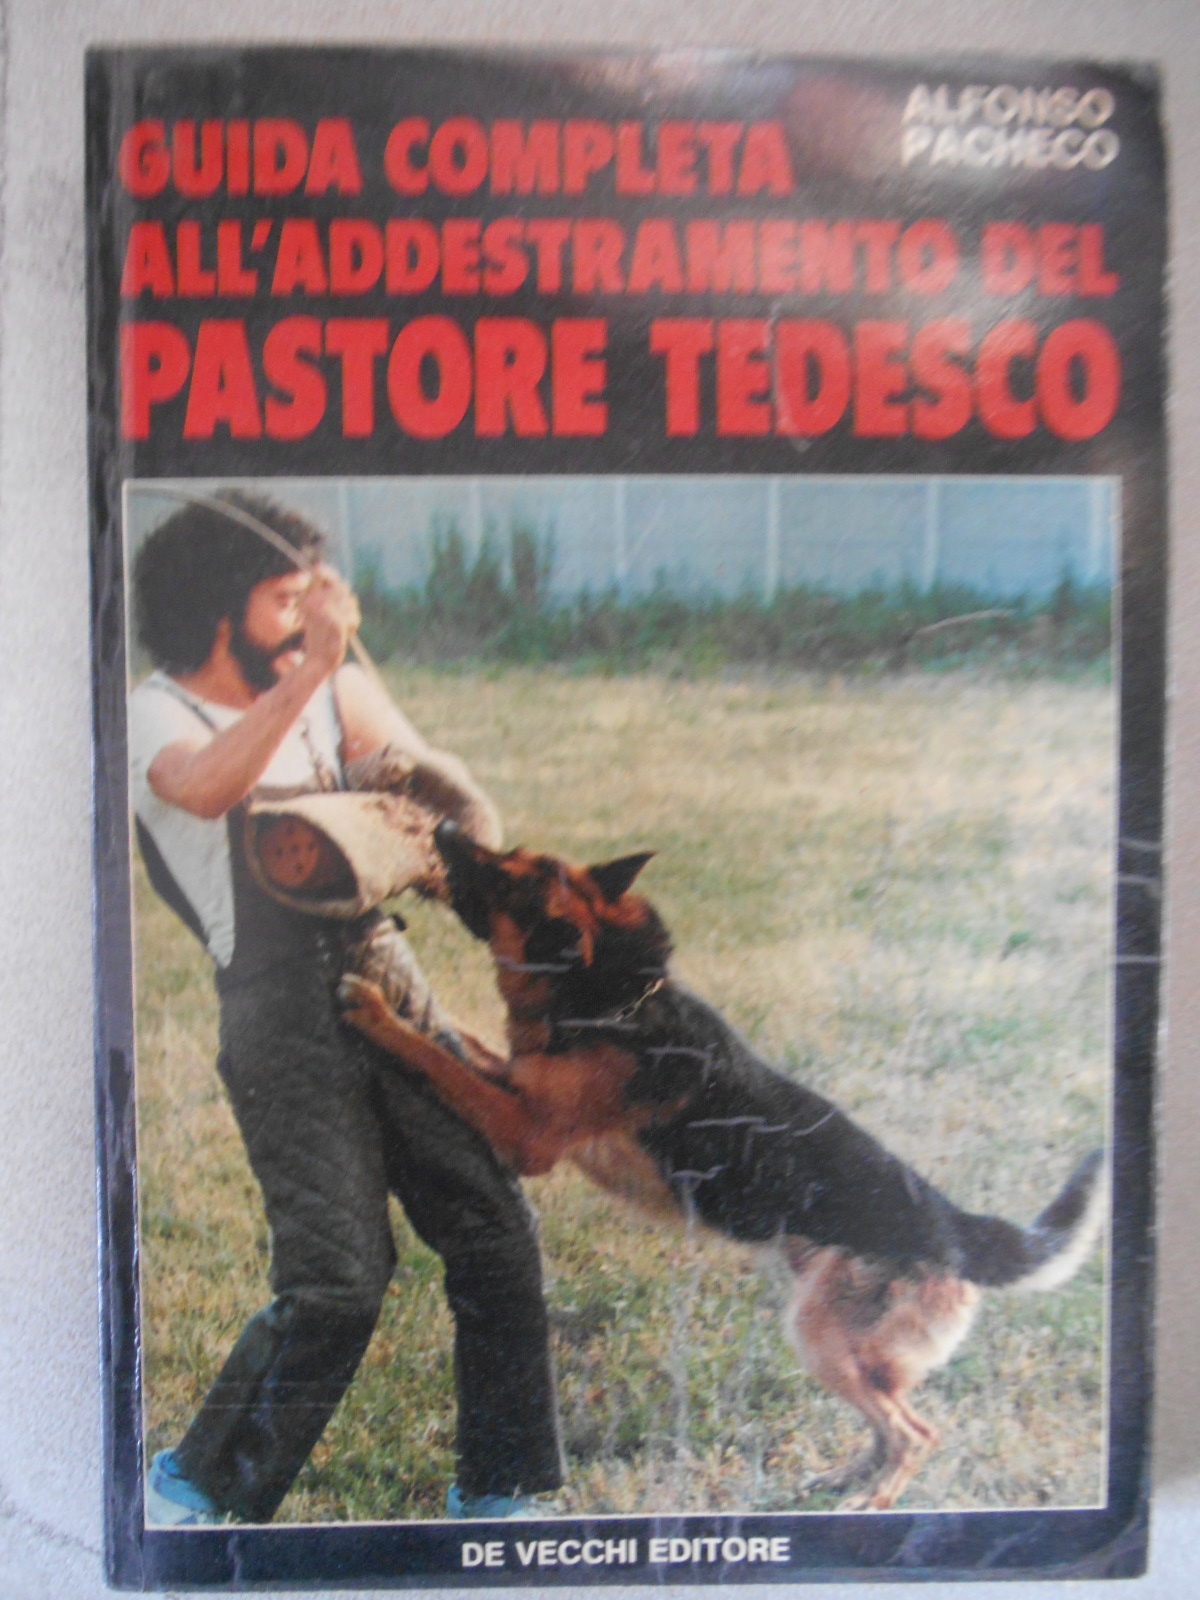 ALFONSO
PACHECO
GUIDA COMPLETA
ALL'ADDESTRAMENTO DEL
PASTORE TEDESCO
DE VECCHI EDITORE